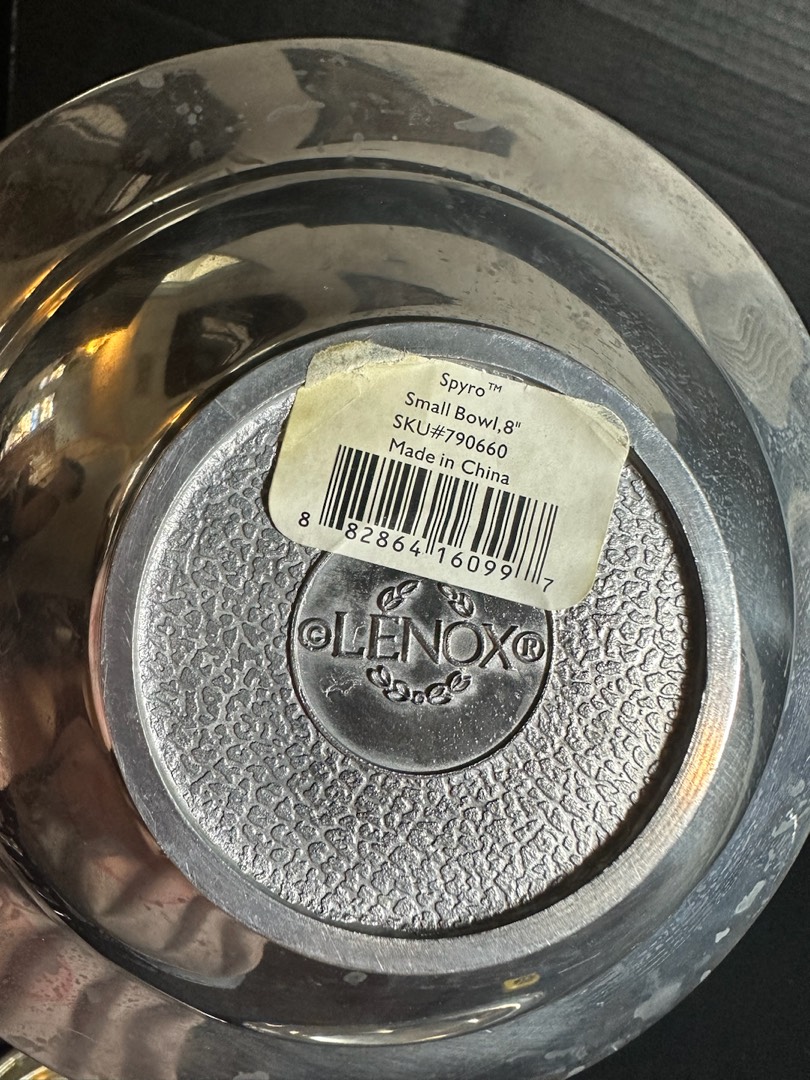 Spyro™
Small Bowl,8"
SKU#790660
Made in China
8 82864 16099 7
©LENOX®